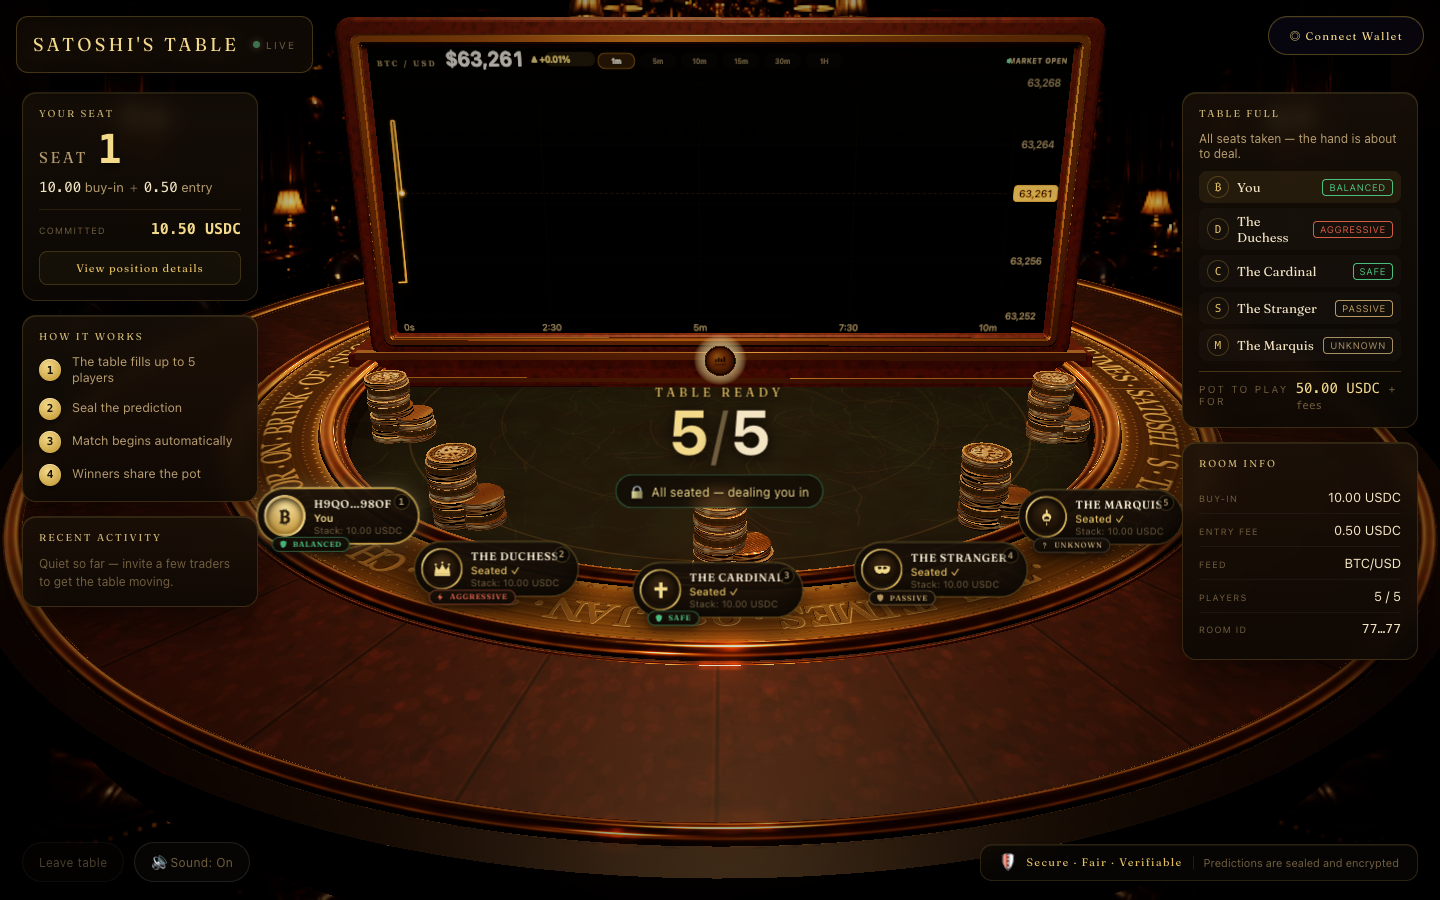 SATOSHI'S TABLE
LIVE
Connect Wallet
BTC / USD $63,261 ▲+0.01% 1m 5m 10m 15m 30m 1H MARKET OPEN
63,268
63,264
63,261
63,256
63,252
0s 2:30 5m 7:30 10m
YOUR SEAT
SEAT 1
10.00 buy-in + 0.50 entry
COMMITTED 10.50 USDC
View position details
HOW IT WORKS
1 The table fills up to 5
players
2 Seal the prediction
3 Match begins automatically
4 Winners share the pot
RECENT ACTIVITY
Quiet so far — invite a few traders
to get the table moving.
TABLE READY
5/5
All seated — dealing you in
H9QO...98OF 1
You
Stack: 10.00 USDC
BALANCED
THE DUCHESS 2
Seated ✓
Stack: 10.00 USDC
AGGRESSIVE
THE CARDINAL 3
Seated ✓
Stack: 10.00 USDC
SAFE
THE STRANGER 4
Seated ✓
Stack: 10.00 USDC
PASSIVE
THE MARQUIS 5
Seated ✓
Stack: 10.00 USDC
? UNKNOWN
TABLE FULL
All seats taken — the hand is about
to deal.
B You BALANCED
D The
Duchess AGGRESSIVE
C The Cardinal SAFE
S The Stranger PASSIVE
M The Marquis UNKNOWN
POT TO PLAY
FOR
50.00 USDC +
fees
ROOM INFO
BUY-IN 10.00 USDC
ENTRY FEE 0.50 USDC
FEED BTC/USD
PLAYERS 5 / 5
ROOM ID 77…77
Leave table
Sound: On
Secure · Fair · Verifiable
Predictions are sealed and encrypted